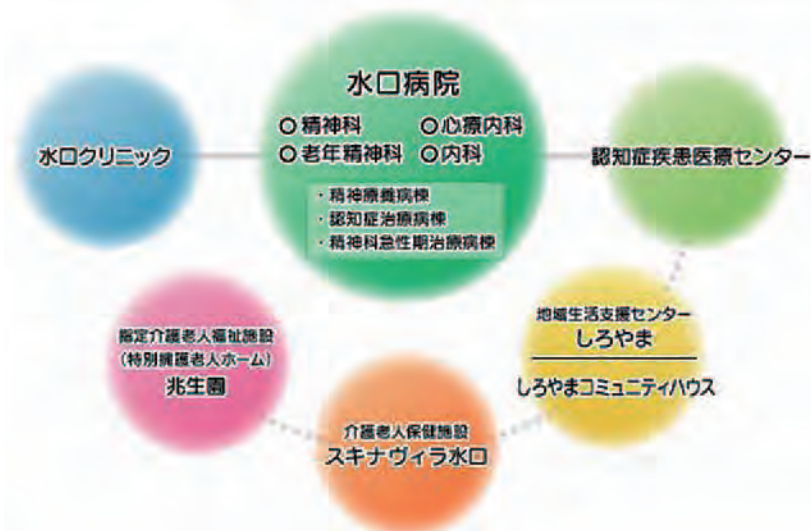 水口病院
○精神科 ○心療内科
○老年精神科 ○内科
・精神療養病棟
・認知症治療病棟
・精神科急性期治療病棟
水口クリニック
認知症疾患医療センター
地域生活支援センター
しろやま
しろやまコミュニティハウス
介護老人保健施設
スキナヴィラ水口
指定介護老人福祉施設
(特別擁護老人ホーム)
兆生園